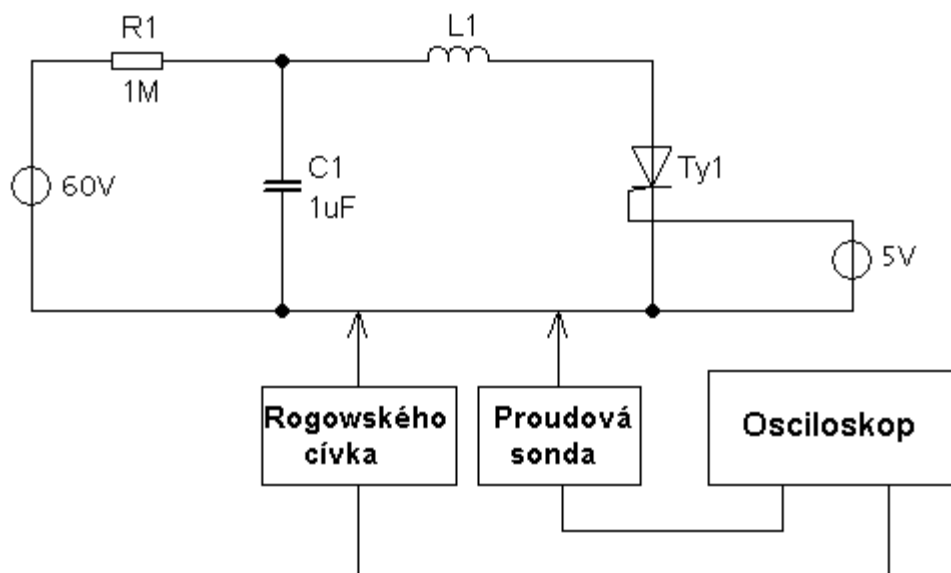 R1
1M
L1
60V
C1
1uF
Ty1
5V
Rogowského
cívka
Proudová
sonda
Osciloskop